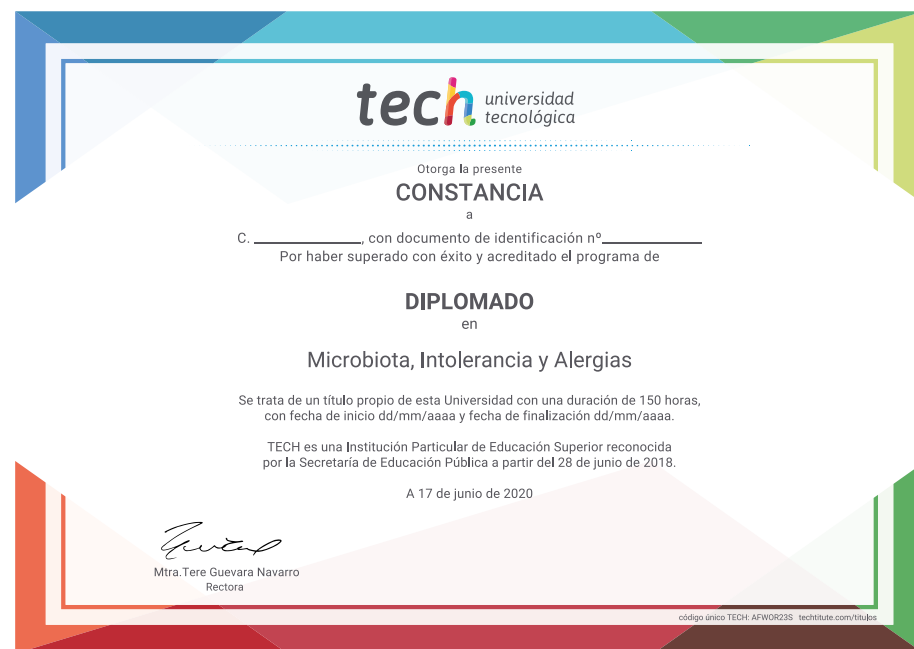 tech universidad
tecnológica
Otorga la presente
CONSTANCIA
a
C. ____________, con documento de identificación nº____________
Por haber superado con éxito y acreditado el programa de
DIPLOMADO
en
Microbiota, Intolerancia y Alergias
Se trata de un título propio de esta Universidad con una duración de 150 horas,
con fecha de inicio dd/mm/aaaa y fecha de finalización dd/mm/aaaa.
TECH es una Institución Particular de Educación Superior reconocida
por la Secretaría de Educación Pública a partir del 28 de junio de 2018.
A 17 de junio de 2020
Mtra.Tere Guevara Navarro
Rectora
código único TECH: AFWOR23S techtitute.com/titulos